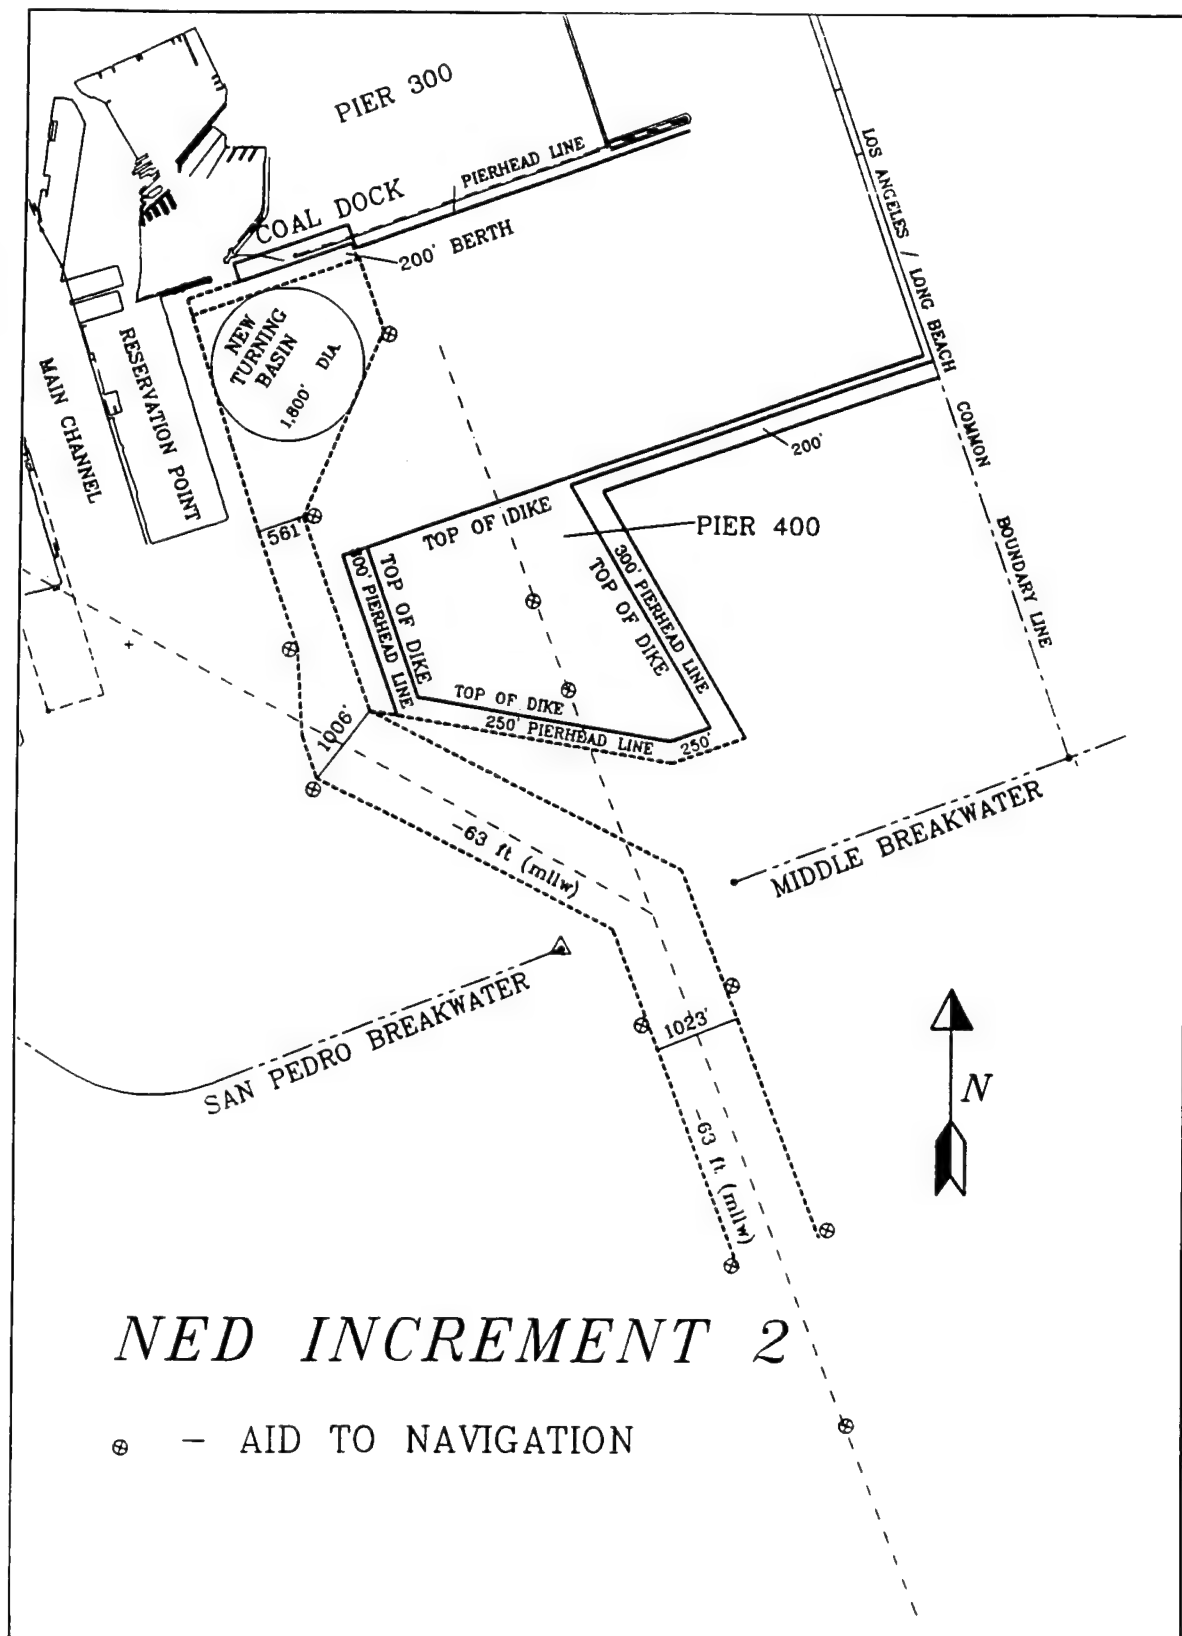 PIER 300
PIERHEAD LINE
COAL DOCK
200' BERTH
LOS ANGELES / LONG BEACH
COMMON
BOUNDARY LINE
NEW
TURNING
BASIN
1,800' DIA.
MAIN CHANNEL
RESERVATION POINT
200'
561'
TOP OF DIKE
PIER 400
TOP OF DIKE
PIERHEAD LINE
300' PIERHEAD LINE
TOP OF DIKE
TOP OF DIKE
250' PIERHEAD LINE
250'
1006'
-63 ft (mllw)
MIDDLE BREAKWATER
SAN PEDRO BREAKWATER
1023'
N
-63 ft (mllw)
NED INCREMENT 2
⊗ - AID TO NAVIGATION